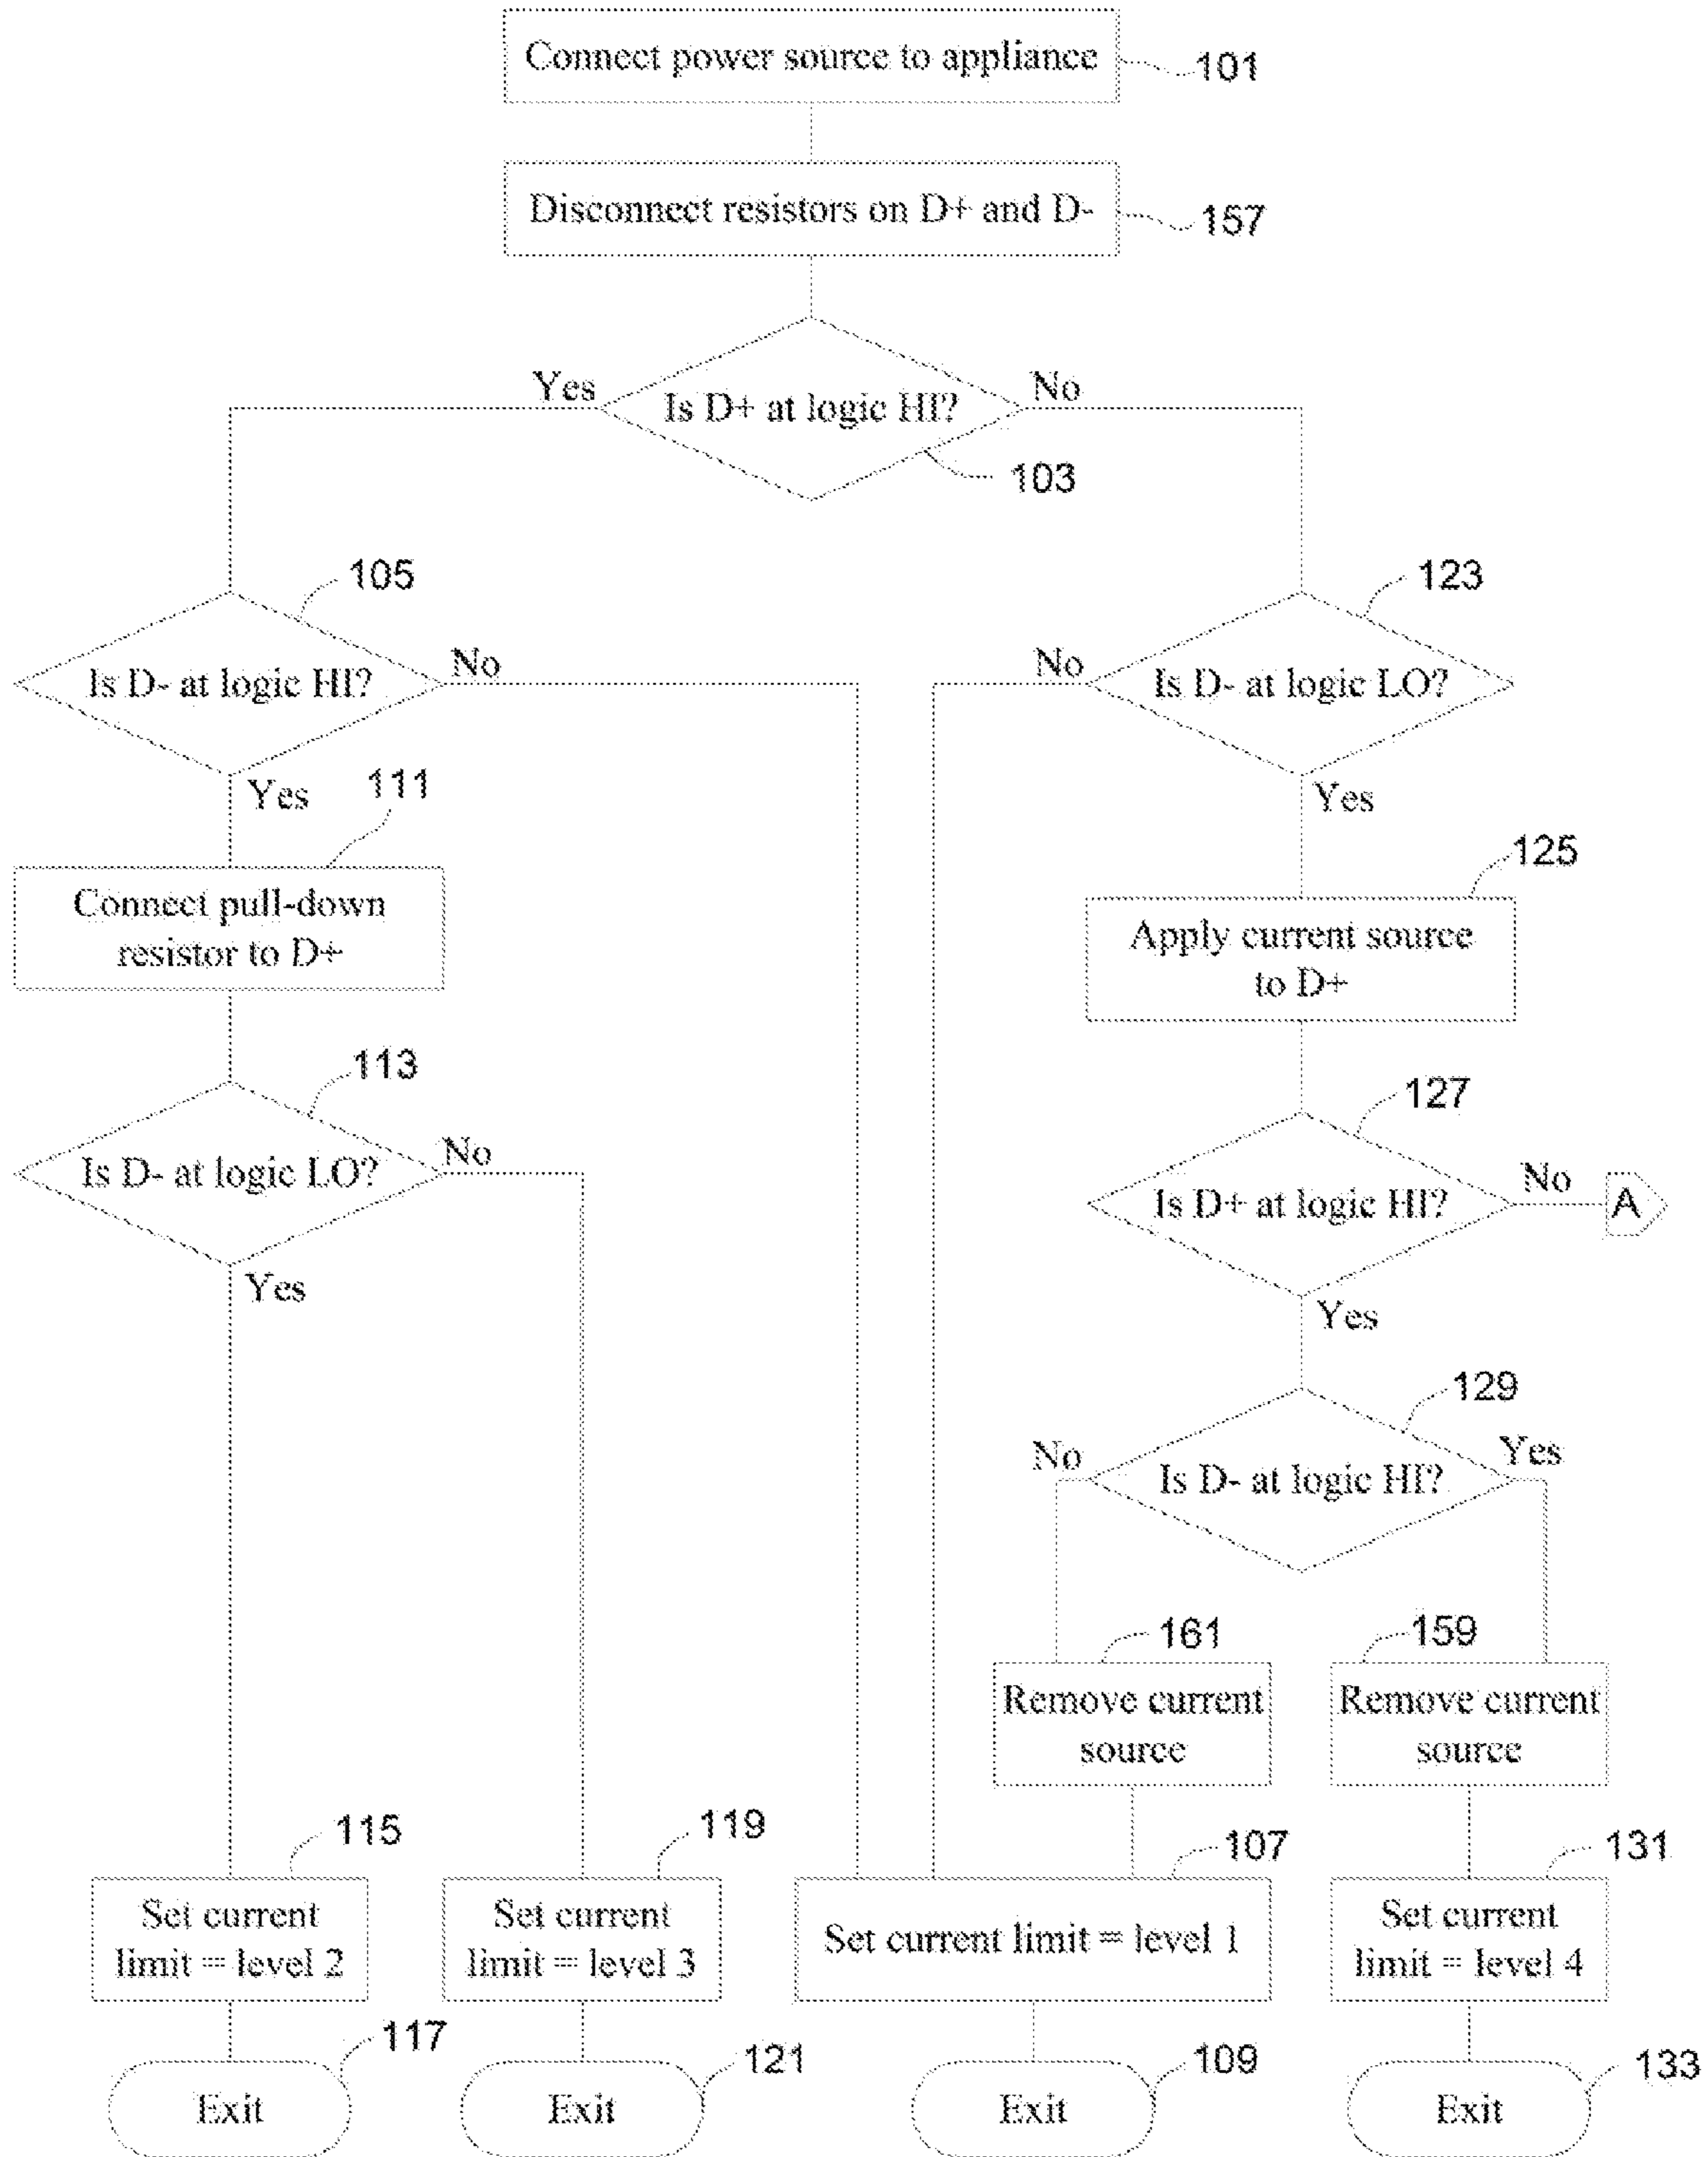 Connect power source to appliance
101
Disconnect resistors on D+ and D-
157
Yes
Is D+ at logic HI?
No
103
105
123
Is D- at logic HI?
No
No
Is D- at logic LO?
Yes
111
Yes
125
Connect pull-down
resistor to D+
Apply current source
to D+
113
127
Is D- at logic LO?
No
Is D+ at logic HI?
No
A
Yes
Yes
129
No
Is D- at logic HI?
Yes
161
159
Remove current
source
Remove current
source
115
119
107
131
Set current
limit = level 2
Set current
limit = level 3
Set current limit = level 1
Set current
limit = level 4
117
121
109
133
Exit
Exit
Exit
Exit